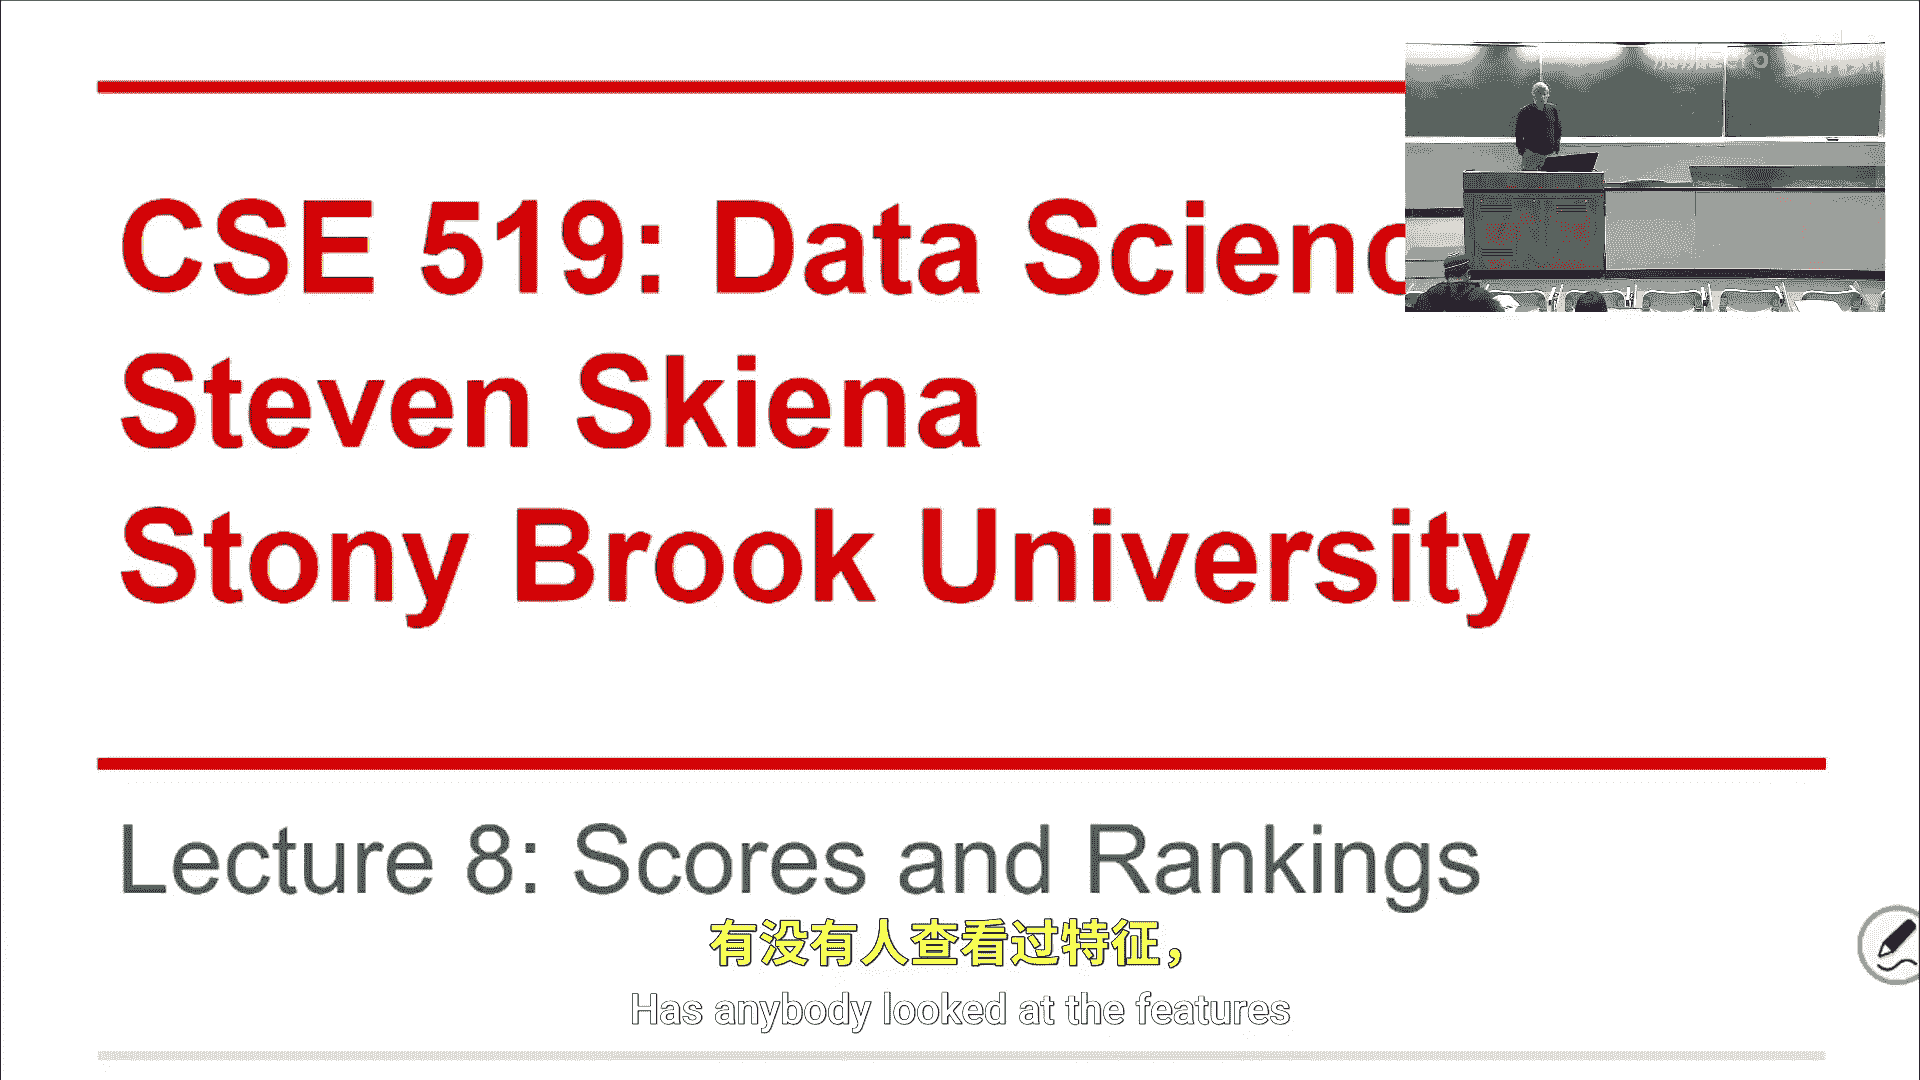 CSE 519: Data Scienc
Steven Skiena
Stony Brook University
Lecture 8: Scores and Rankings
有没有人查看过特征，
Has anybody looked at the features